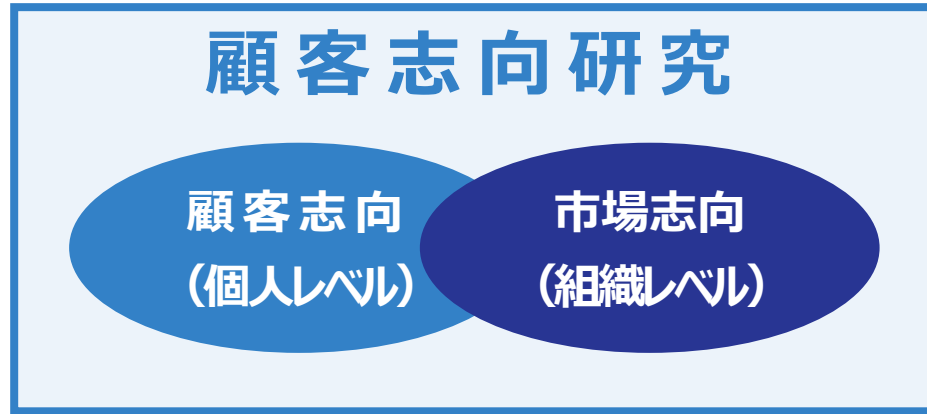 顧客志向研究
顧客志向
（個人レベル）
市場志向
（組織レベル）